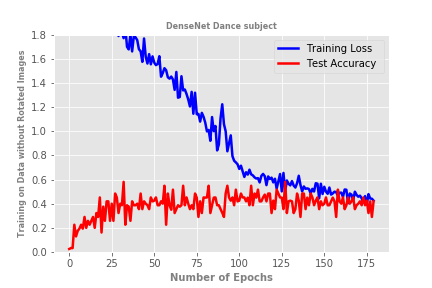 DenseNet Dance subject
Training on Data without Rotated Images
1.8
1.6
1.4
1.2
1.0
0.8
0.6
0.4
0.2
0.0
Training Loss
Test Accuracy
0 25 50 75 100 125 150 175
Number of Epochs